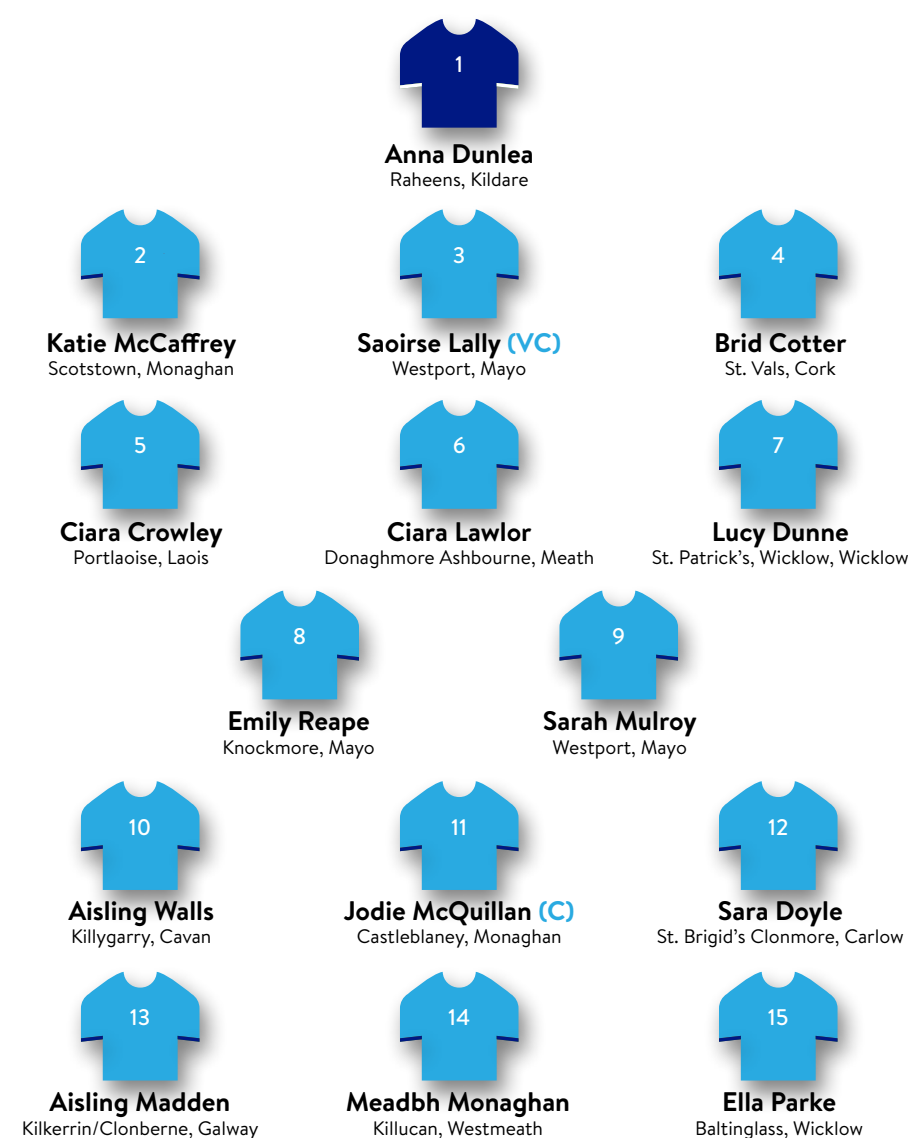 1
Anna Dunlea
Raheens, Kildare
2
Katie McCaffrey
Scotstown, Monaghan
3
Saoirse Lally (VC)
Westport, Mayo
4
Brid Cotter
St. Vals, Cork
5
Ciara Crowley
Portlaoise, Laois
6
Ciara Lawlor
Donaghmore Ashbourne, Meath
7
Lucy Dunne
St. Patrick's, Wicklow, Wicklow
8
Emily Reape
Knockmore, Mayo
9
Sarah Mulroy
Westport, Mayo
10
Aisling Walls
Killygarry, Cavan
11
Jodie McQuillan (C)
Castleblaney, Monaghan
12
Sara Doyle
St. Brigid's Clonmore, Carlow
13
Aisling Madden
Kilkerrin/Clonberne, Galway
14
Meadbh Monaghan
Killucan, Westmeath
15
Ella Parke
Baltinglass, Wicklow